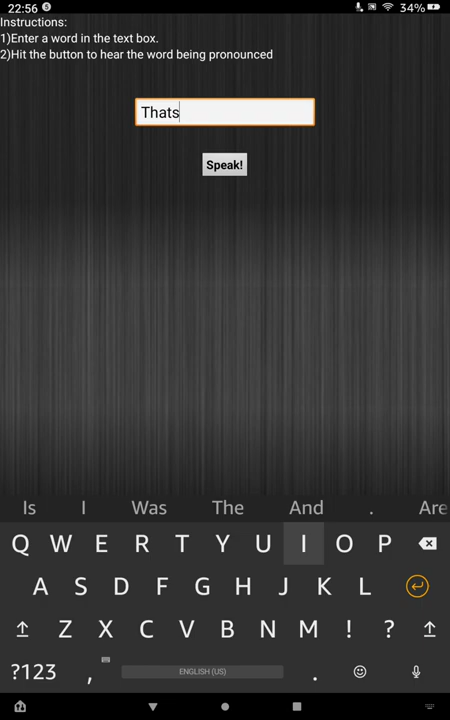 22:56 S 34%
Instructions:
1)Enter a word in the text box.
2)Hit the button to hear the word being pronounced
Thats
Speak!
Is I Was The And . Are
Q W E R T Y U I O P
A S D F G H J K L
Z X C V B N M ! ?
?123 , ENGLISH (US) .